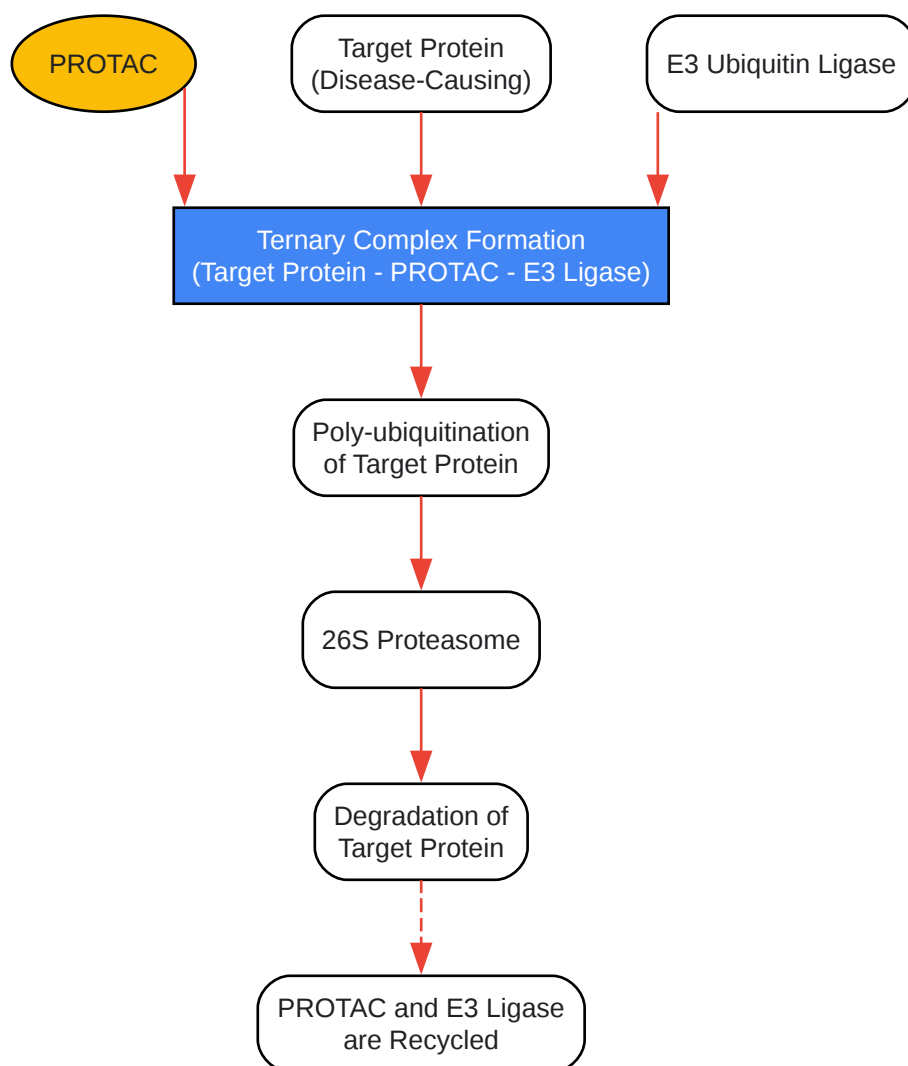 PROTAC
Target Protein
(Disease-Causing)
E3 Ubiquitin Ligase
Ternary Complex Formation
(Target Protein - PROTAC - E3 Ligase)
Poly-ubiquitination
of Target Protein
26S Proteasome
Degradation of
Target Protein
PROTAC and E3 Ligase
are Recycled